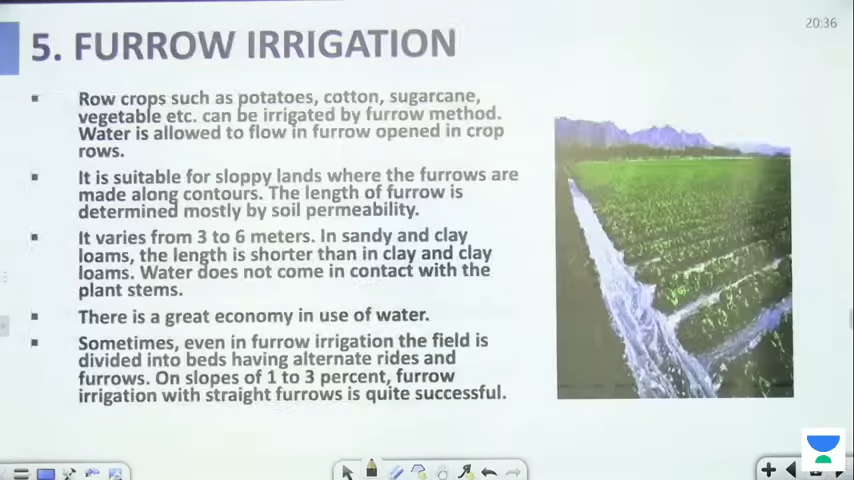 20:36
5. FURROW IRRIGATION
▪ Row crops such as potatoes, cotton, sugarcane,
vegetable etc. can be irrigated by furrow method.
Water is allowed to flow in furrow opened in crop
rows.
▪ It is suitable for sloppy lands where the furrows are
made along contours. The length of furrow is
determined mostly by soil permeability.
▪ It varies from 3 to 6 meters. In sandy and clay
loams, the length is shorter than in clay and clay
loams. Water does not come in contact with the
plant stems.
▪ There is a great economy in use of water.
▪ Sometimes, even in furrow irrigation the field is
divided into beds having alternate rides and
furrows. On slopes of 1 to 3 percent, furrow
irrigation with straight furrows is quite successful.